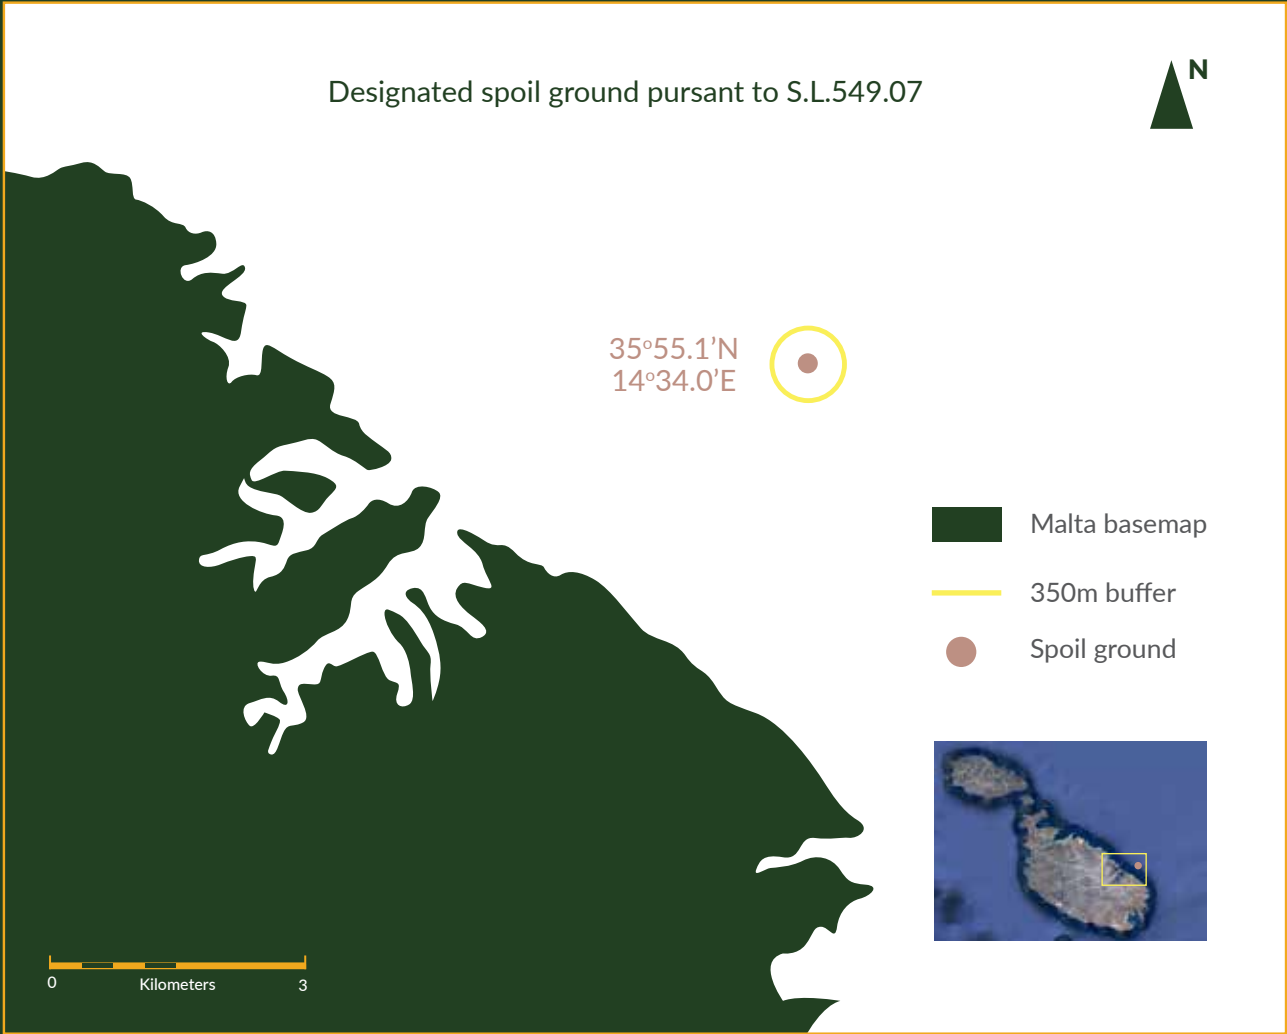 Designated spoil ground pursant to S.L.549.07
N
35°55.1’N
14°34.0’E
Malta basemap
350m buffer
Spoil ground
0 Kilometers 3